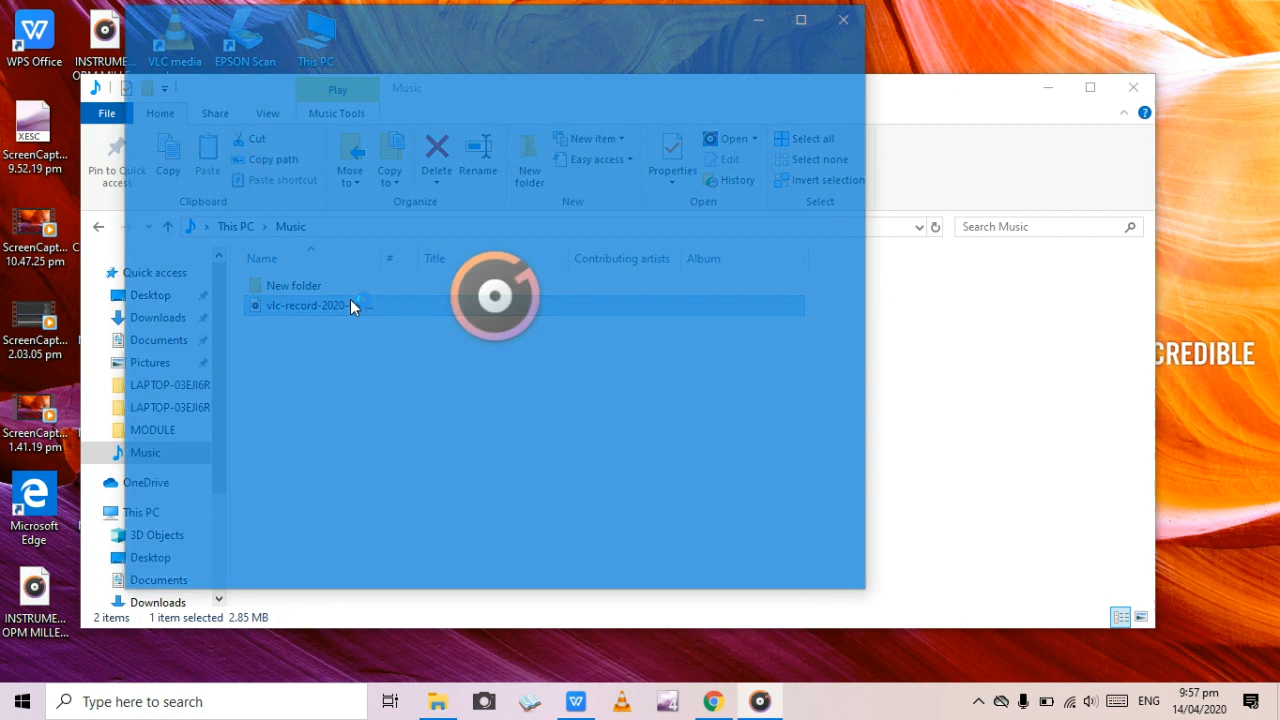 WPS Office
INSTRUME...
OPM MILLE...
VLC media
EPSON Scan
This PC
XESC
ScreenCapt...
9.52.19 pm
ScreenCapt...
10.47.25 pm
ScreenCapt...
2.03.05 pm
ScreenCapt...
1.41.19 pm
Microsoft
Edge
INSTRUME...
OPM MILLE...
Play
Music
File
Home
Share
View
Music Tools
Pin to Quick
access
Copy
Paste
Cut
Copy path
Paste shortcut
Clipboard
Move
to
Copy
to
Delete
Rename
Organize
New
folder
New item
Easy access
New
Properties
Open
Edit
History
Open
Select all
Select none
Invert selection
Select
This PC
Music
Search Music
Name
#
Title
Contributing artists
Album
New folder
vlc-record-2020-
Quick access
Desktop
Downloads
Documents
Pictures
LAPTOP-03EJI6R
LAPTOP-03EJI6R
MODULE
Music
OneDrive
This PC
3D Objects
Desktop
Documents
Downloads
2 items
1 item selected 2.85 MB
CREDIBLE
Type here to search
4
ENG
9:57 pm
14/04/2020